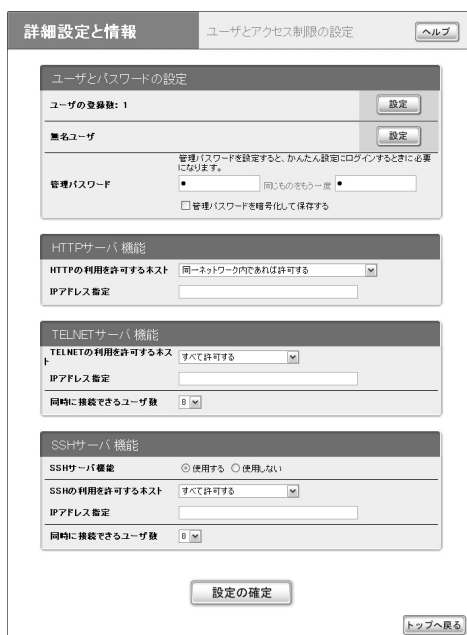 詳細設定と情報
ユーザとアクセス制限の設定
ヘルプ
ユーザとパスワードの設定
ユーザの登録数: 1
設定
無名ユーザ
設定
管理パスワードを設定すると、かんたん設定にログインするときに必要
になります。
管理パスワード
同じものをもう一度
管理パスワードを暗号化して保存する
HTTPサーバ機能
HTTPの利用を許可するホスト
同一ネットワーク内であれば許可する
IPアドレス指定
TELNETサーバ機能
TELNETの利用を許可するホス
ト
すべて許可する
IPアドレス指定
同時に接続できるユーザ数
8
SSHサーバ機能
SSHサーバ機能
使用する
使用しない
SSHの利用を許可するホスト
すべて許可する
IPアドレス指定
同時に接続できるユーザ数
8
設定の確定
トップへ戻る